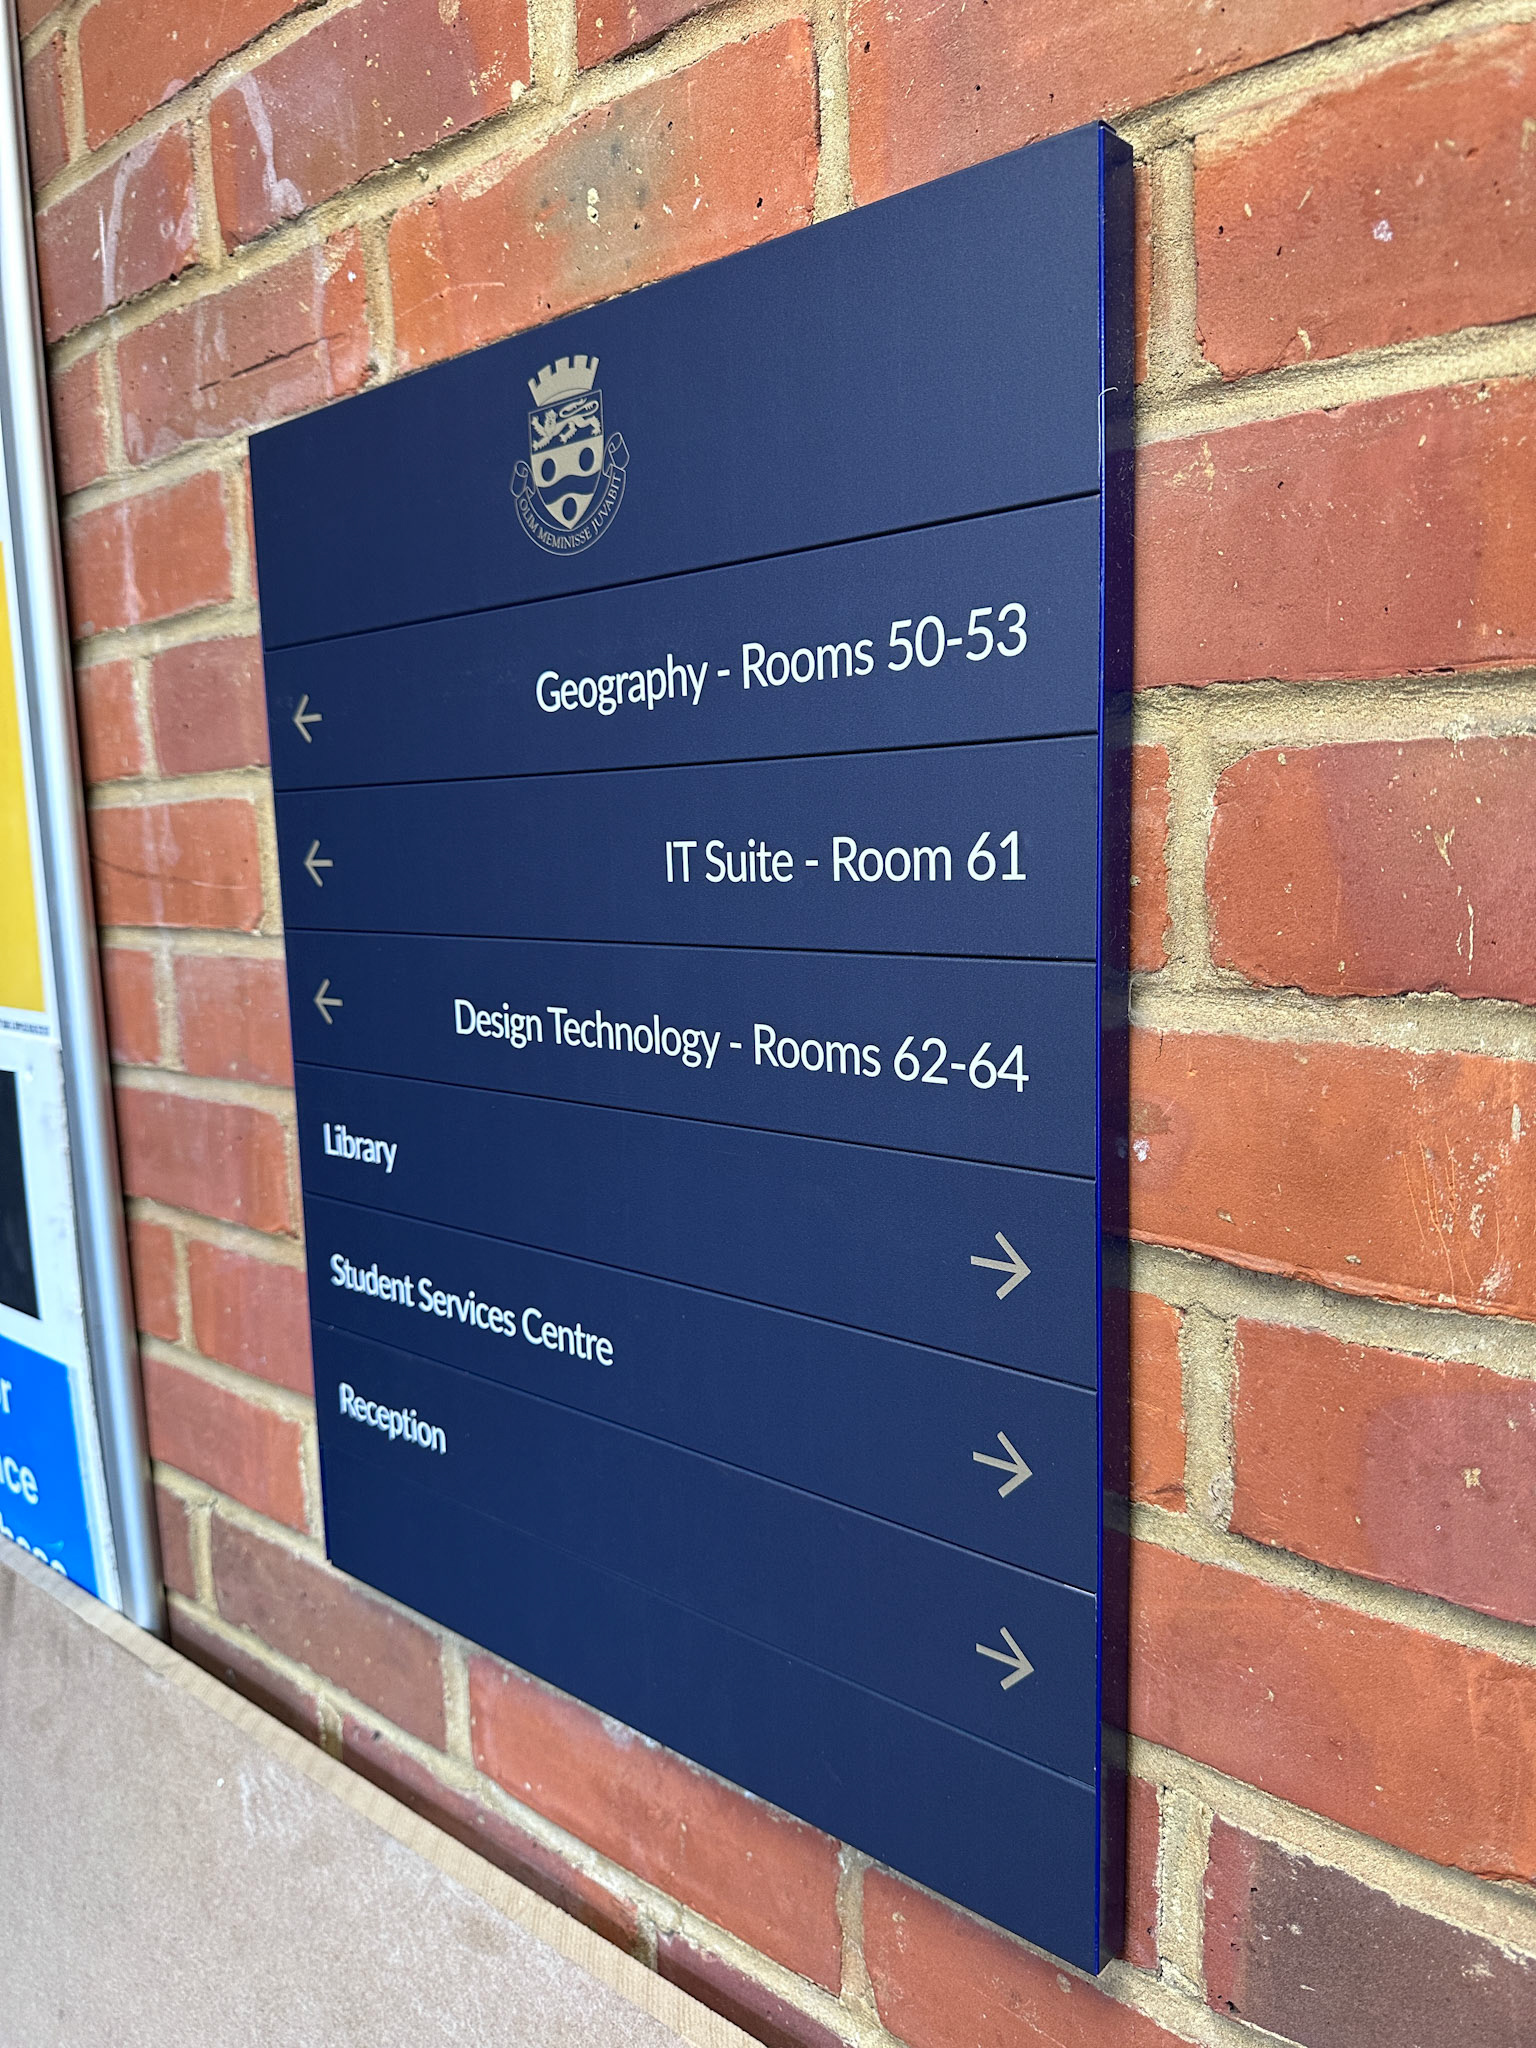 OLIM MEMINISSE JUVABIT
← Geography - Rooms 50-53
← IT Suite - Room 61
← Design Technology - Rooms 62-64
Library →
Student Services Centre →
Reception →